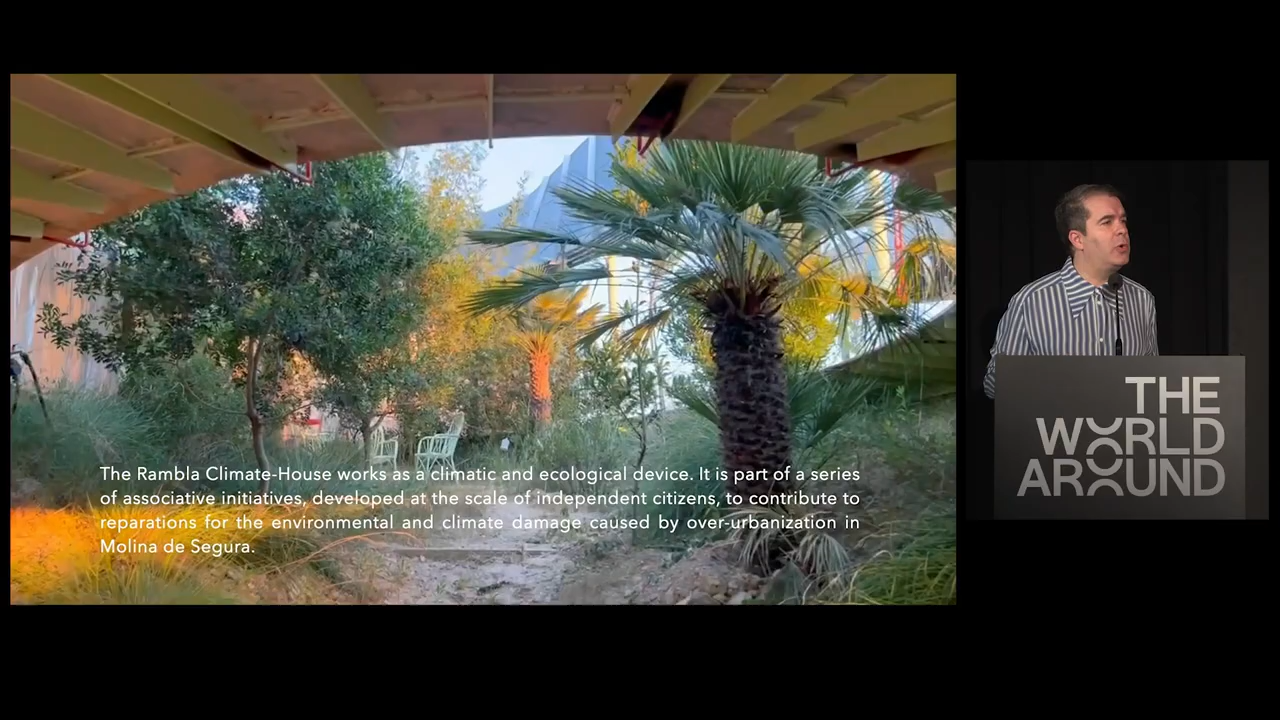 The Rambla Climate-House works as a climatic and ecological device. It is part of a series
of associative initiatives, developed at the scale of independent citizens, to contribute to
reparations for the environmental and climate damage caused by over-urbanization in
Molina de Segura.
THE
WORLD
AROUND